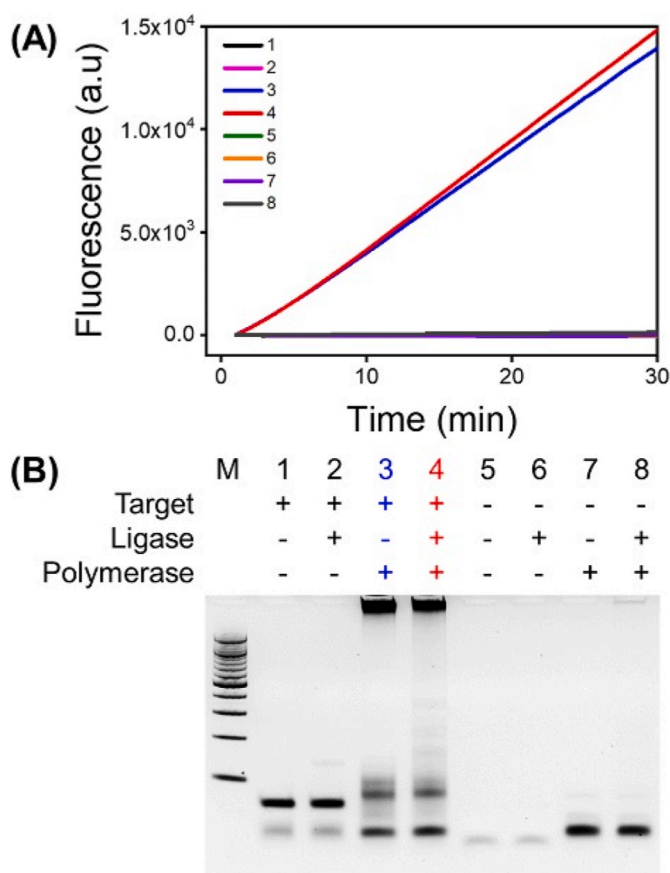 (A)
Fluorescence (a.u)
1.5x10⁴
1.0x10⁴
5.0x10³
0.0
1
2
3
4
5
6
7
8
0 10 20 30
Time (min)
(B)
M 1 2 3 4 5 6 7 8
Target + + + + - - - -
Ligase - + - + - + - +
Polymerase - - + + - - + +